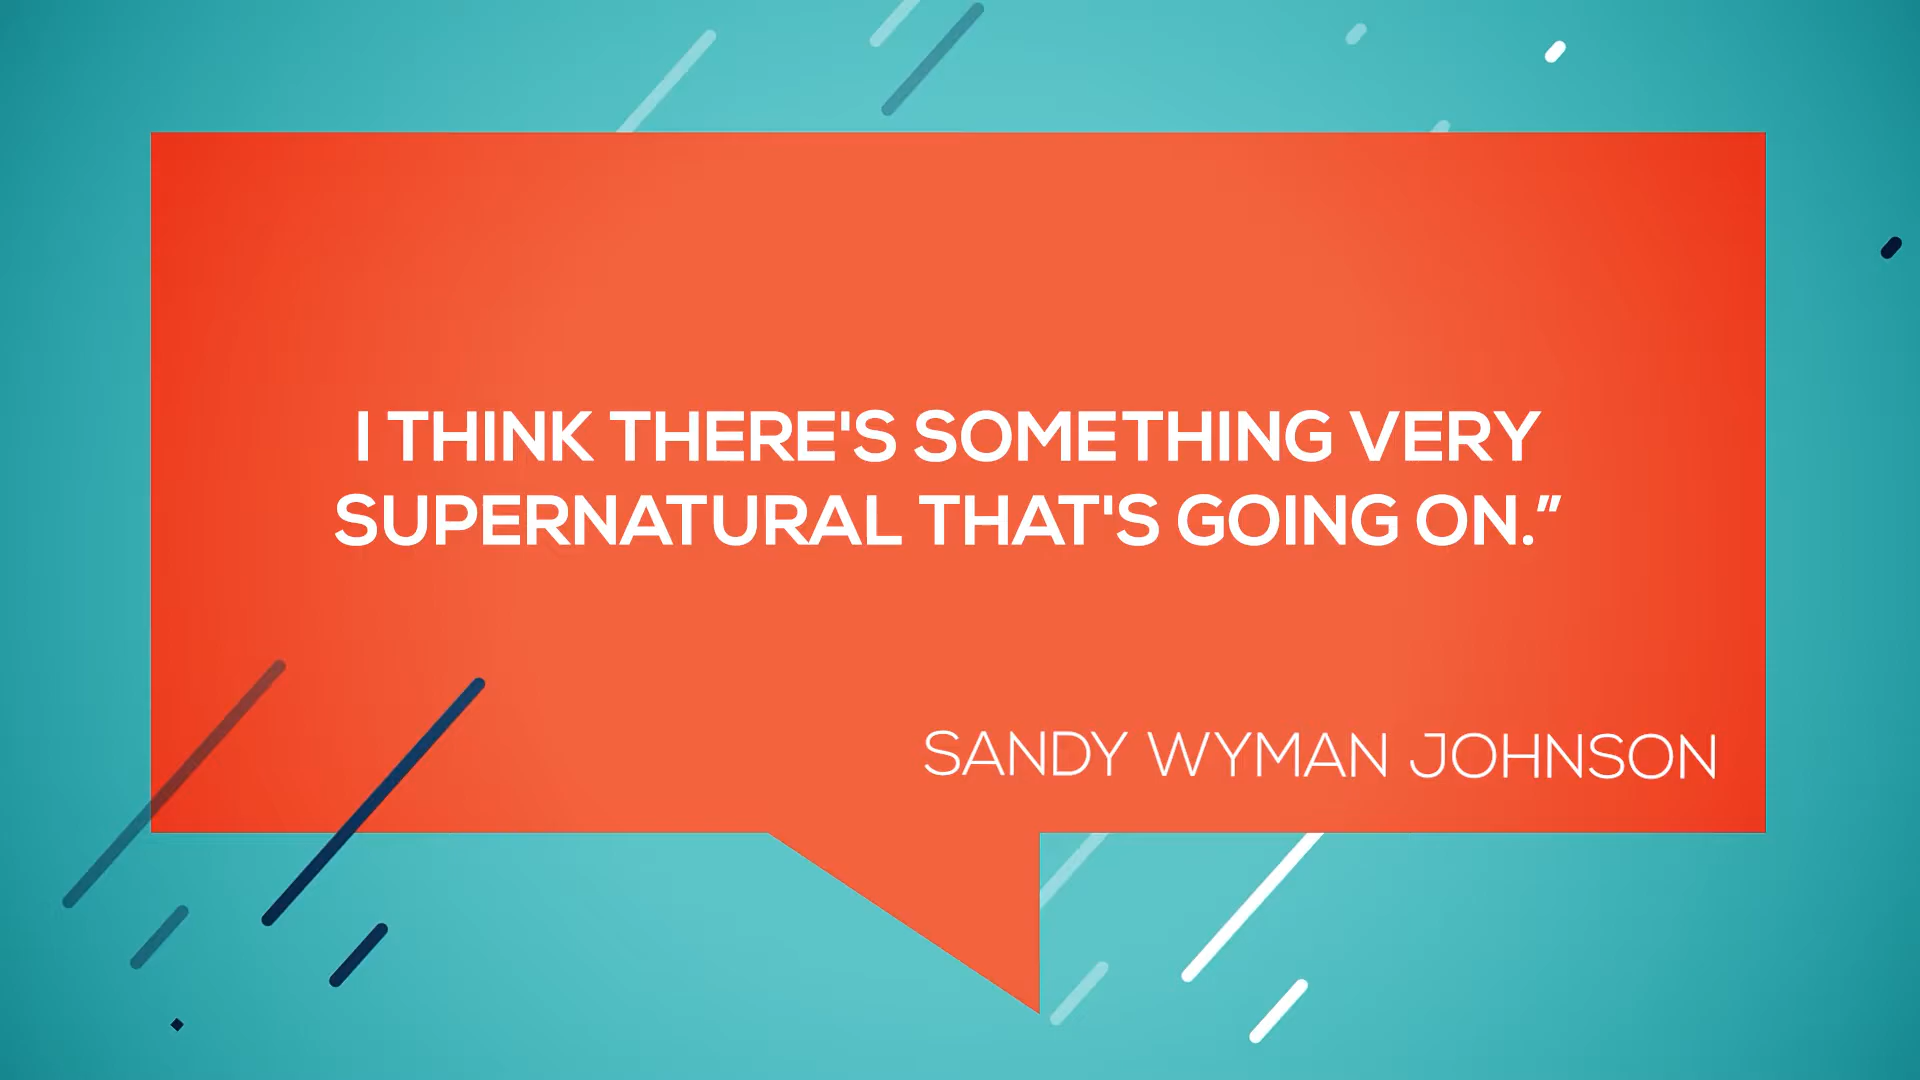 I THINK THERE'S SOMETHING VERY
SUPERNATURAL THAT'S GOING ON.”
SANDY WYMAN JOHNSON